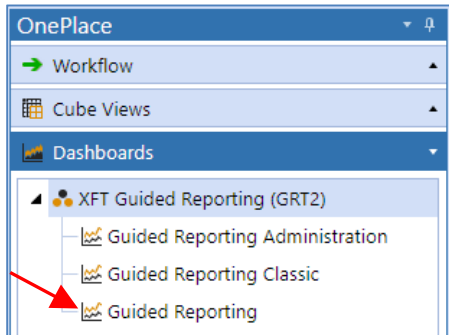 OnePlace
Workflow
Cube Views
Dashboards
XFT Guided Reporting (GRT2)
Guided Reporting Administration
Guided Reporting Classic
Guided Reporting